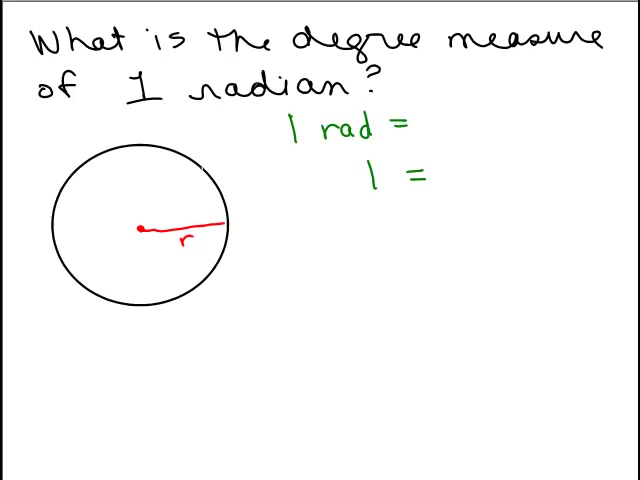 What is the degree measure
of 1 radian?
1 rad =
1 =
r